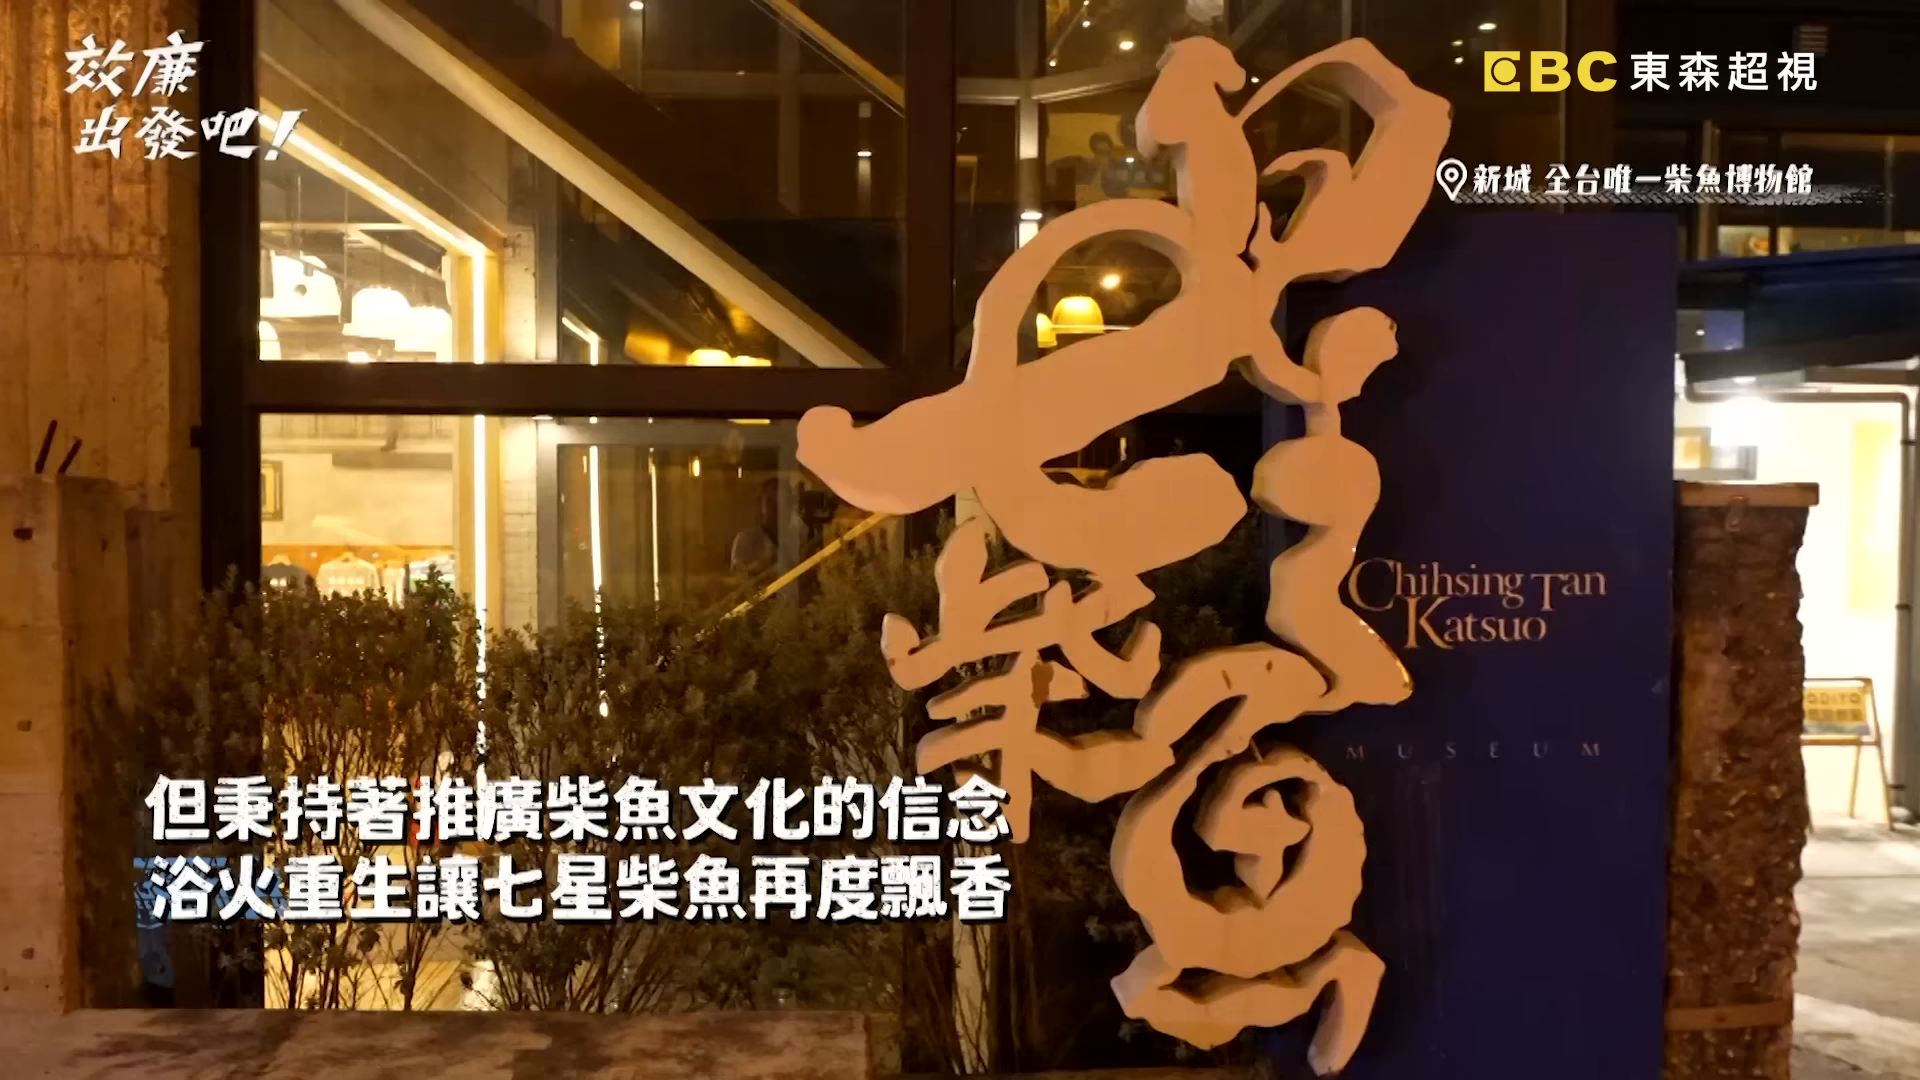 效廉
出發吧!
EBC 東森超視
新城 全台唯一柴魚博物館
七星柴魚
Chihsing Tan
Katsuo
MUSEUM
但秉持著推廣柴魚文化的信念
浴火重生讓七星柴魚再度飄香